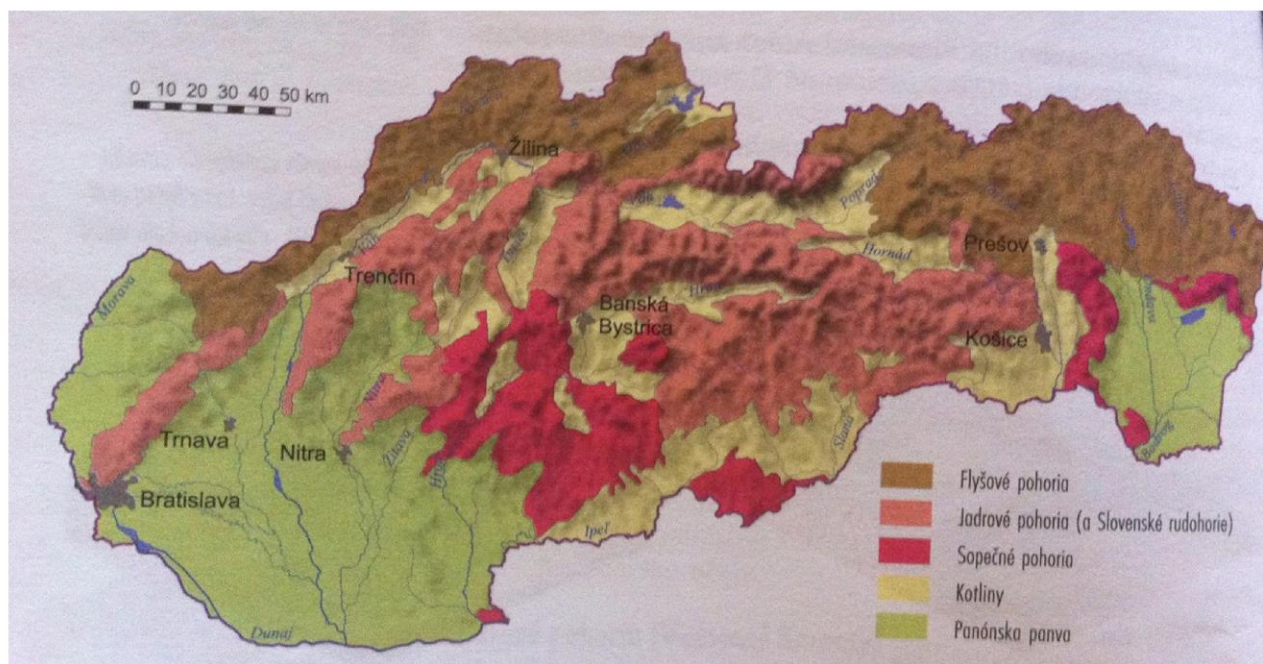 0 10 20 30 40 50 km
Žilina
Váh
Poprad
Hornád
Prešov
Trenčín
Morava
Hron
Banská
Bystrica
Košice
Nitra
Trnava
Nitra
Žitava
Slaná
Hron
Bratislava
Ipeľ
Bodrog
Dunaj
Flyšové pohoria
Jadrové pohoria (a Slovenské rudohorie)
Sopečné pohoria
Kotliny
Panónska panva